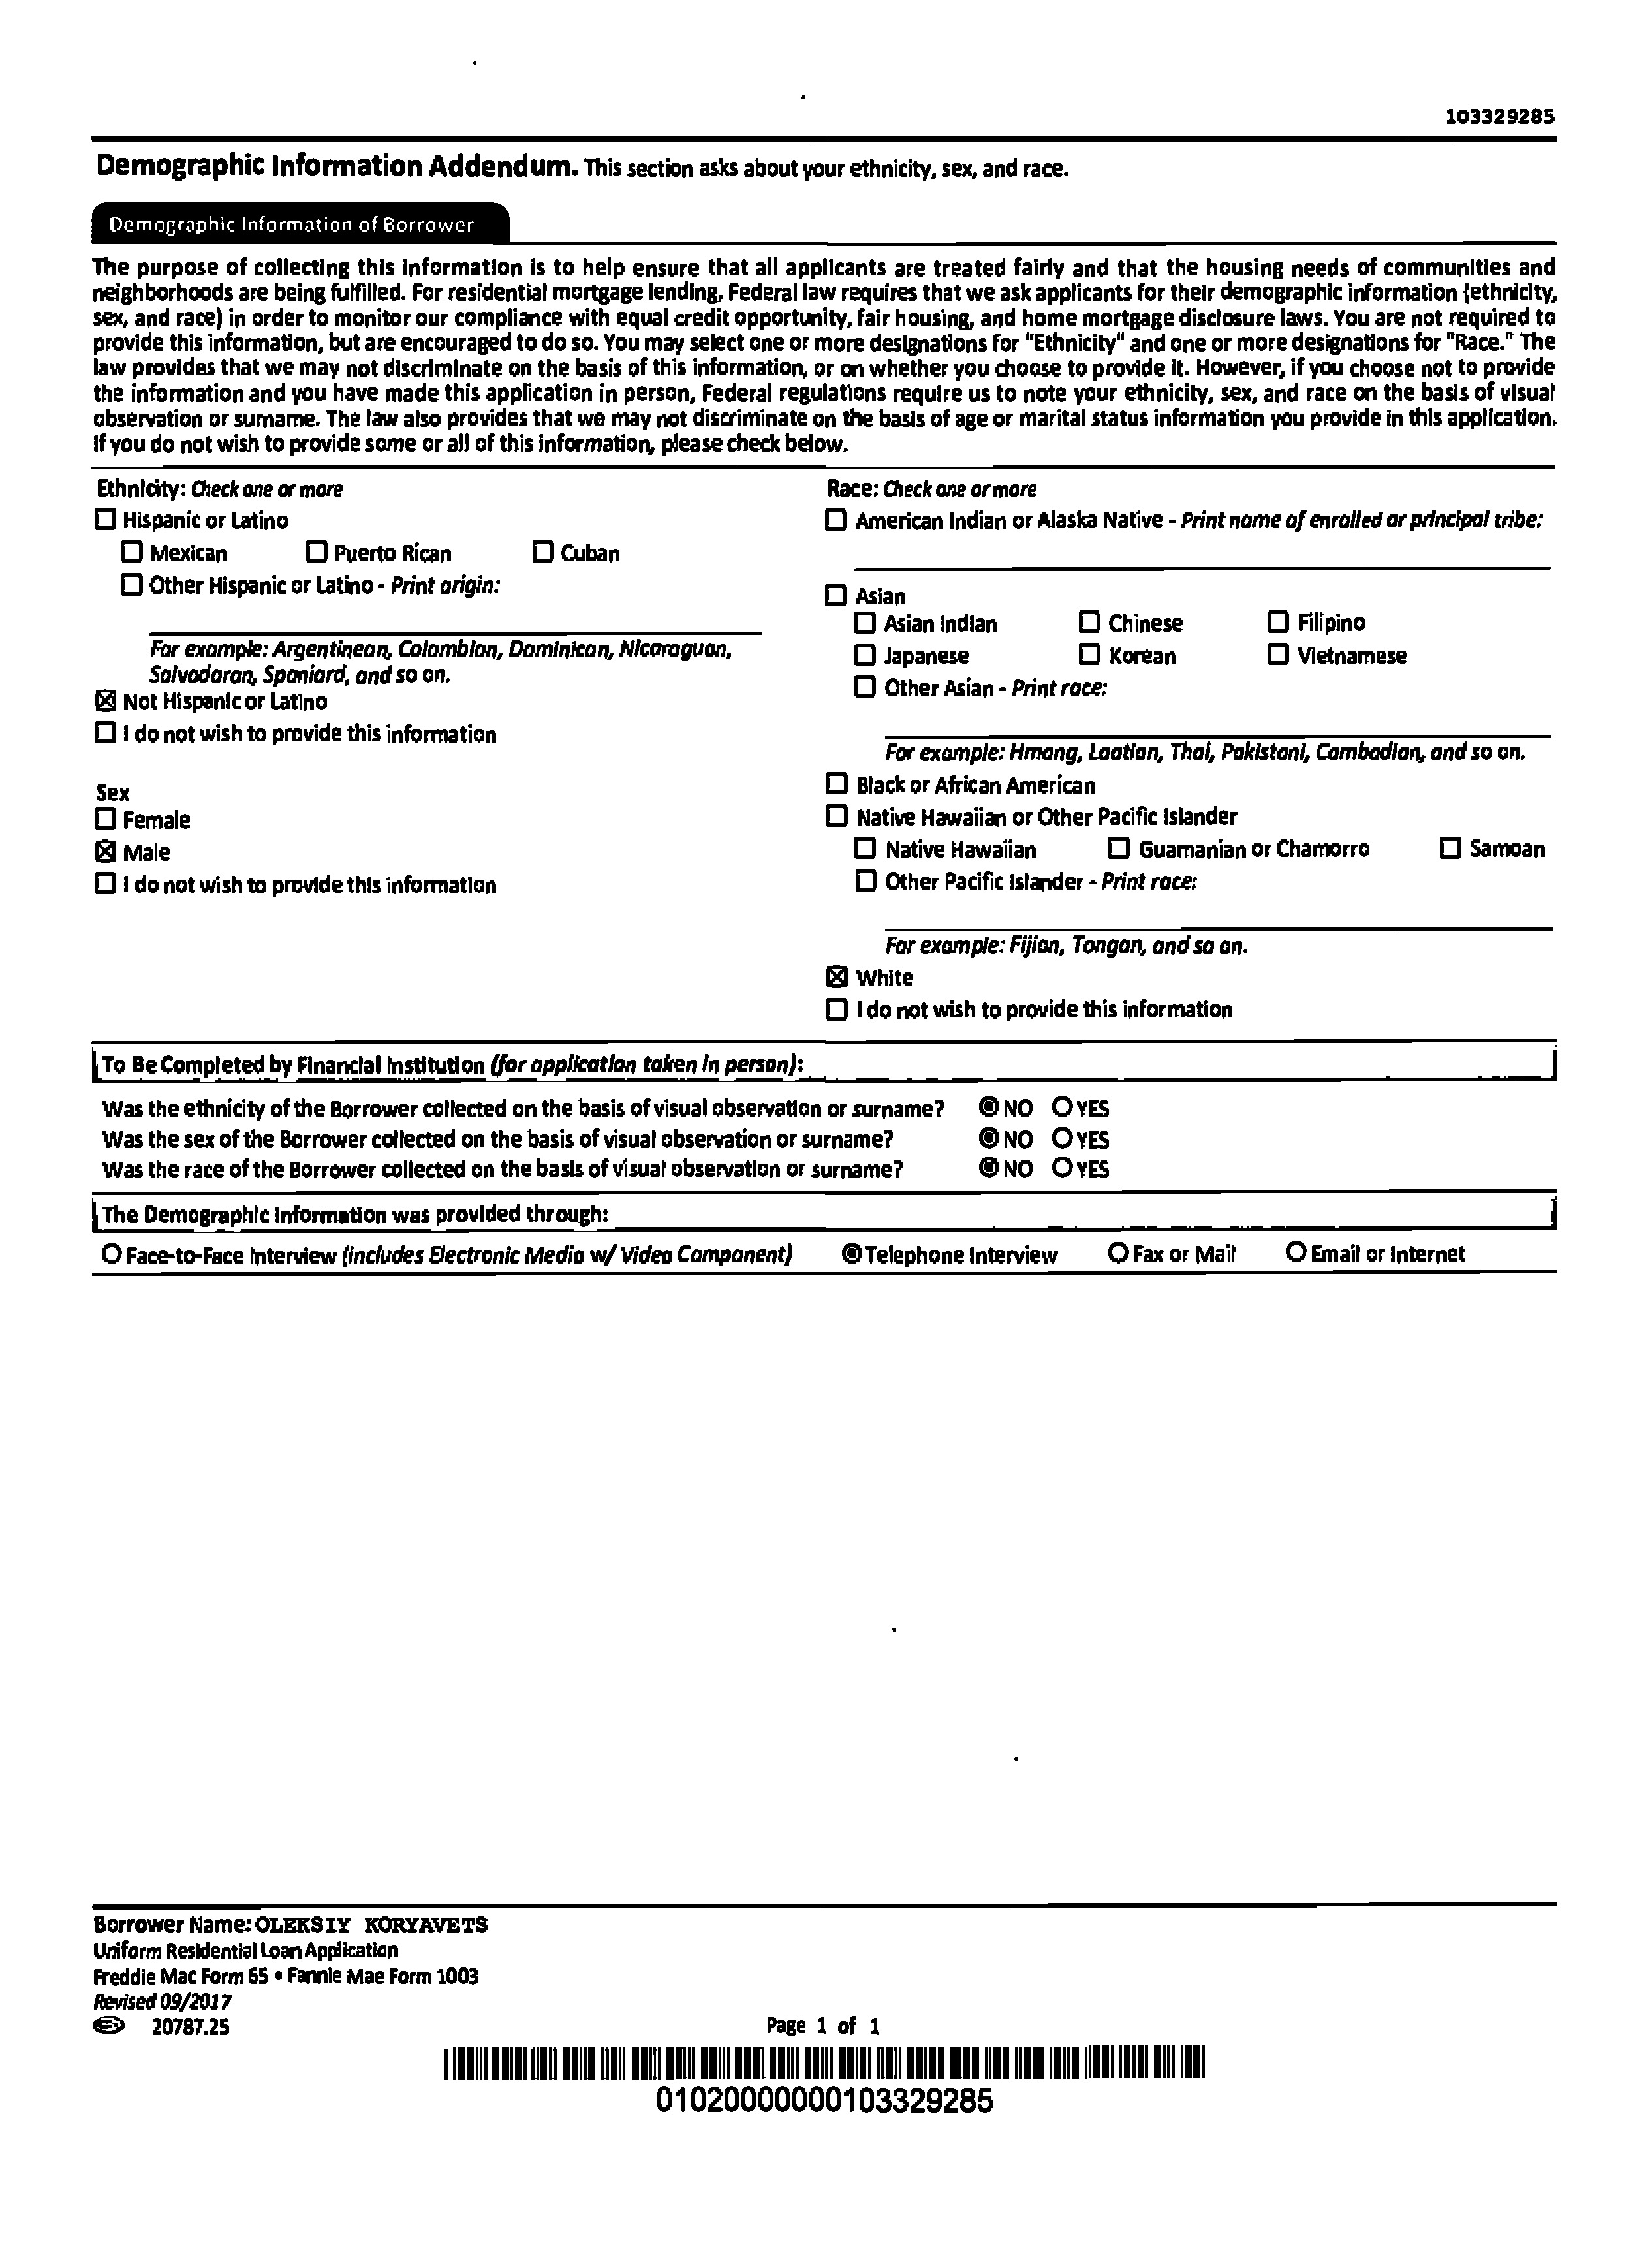 103329285
Demographic Information Addendum. This section asks about your ethnicity, sex, and race.
Demographic Information of Borrower
The purpose of collecting this information is to help ensure that all applicants are treated fairly and that the housing needs of communities and
neighborhoods are being fulfilled. For residential mortgage lending, Federal law requires that we ask applicants for their demographic information (ethnicity,
sex, and race) in order to monitor our compliance with equal credit opportunity, fair housing, and home mortgage disclosure laws. You are not required to
provide this information, but are encouraged to do so. You may select one or more designations for "Ethnicity" and one or more designations for "Race." The
law provides that we may not discriminate on the basis of this information, or on whether you choose to provide it. However, if you choose not to provide
the information and you have made this application in person, Federal regulations require us to note your ethnicity, sex, and race on the basis of visual
observation or surname. The law also provides that we may not discriminate on the basis of age or marital status information you provide in this application.
If you do not wish to provide some or all of this information, please check below.
Ethnicity: Check one or more
☐ Hispanic or Latino
☐ Mexican ☐ Puerto Rican ☐ Cuban
☐ Other Hispanic or Latino - Print origin:
For example: Argentinean, Colombian, Dominican, Nicaraguan,
Salvadoran, Spaniard, and so on.
☒ Not Hispanic or Latino
☐ I do not wish to provide this information
Sex
☐ Female
☒ Male
☐ I do not wish to provide this information
Race: Check one or more
☐ American Indian or Alaska Native - Print name of enrolled or principal tribe:
☐ Asian
☐ Asian Indian ☐ Chinese ☐ Filipino
☐ Japanese ☐ Korean ☐ Vietnamese
☐ Other Asian - Print race:
For example: Hmong, Laotian, Thai, Pakistani, Cambodian, and so on.
☐ Black or African American
☐ Native Hawaiian or Other Pacific Islander
☐ Native Hawaiian ☐ Guamanian or Chamorro ☐ Samoan
☐ Other Pacific Islander - Print race:
For example: Fijian, Tongan, and so on.
☒ White
☐ I do not wish to provide this information
To Be Completed by Financial Institution (for application taken in person):
Was the ethnicity of the Borrower collected on the basis of visual observation or surname? ◉ NO ○ YES
Was the sex of the Borrower collected on the basis of visual observation or surname? ◉ NO ○ YES
Was the race of the Borrower collected on the basis of visual observation or surname? ◉ NO ○ YES
The Demographic Information was provided through:
○ Face-to-Face Interview (includes Electronic Media w/ Video Component) ◉ Telephone Interview ○ Fax or Mail ○ Email or Internet
Borrower Name: OLEKSIY KORYAVETS
Uniform Residential Loan Application
Freddie Mac Form 65 • Fannie Mae Form 1003
Revised 09/2017
20787.25
Page 1 of 1
01020000000103329285